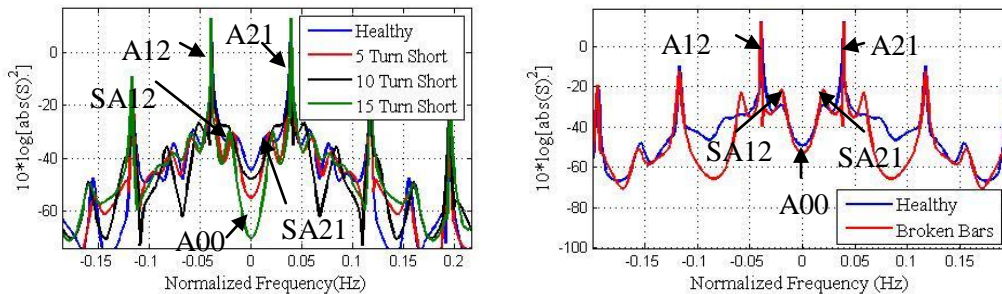 A12
A21
SA12
A00
SA21
Healthy
5 Turn Short
10 Turn Short
15 Turn Short
10*log[abs(S).²]
0
-20
-40
-60
-0.15
-0.1
-0.05
0
0.05
0.1
0.15
0.2
Normalized Frequency(Hz)
A12
A21
SA12
SA21
A00
Healthy
Broken Bars
10*log[abs(S).²]
0
-20
-40
-60
-80
-100
-0.15
-0.1
-0.05
0
0.05
0.1
0.15
Normalized Frequency (Hz)